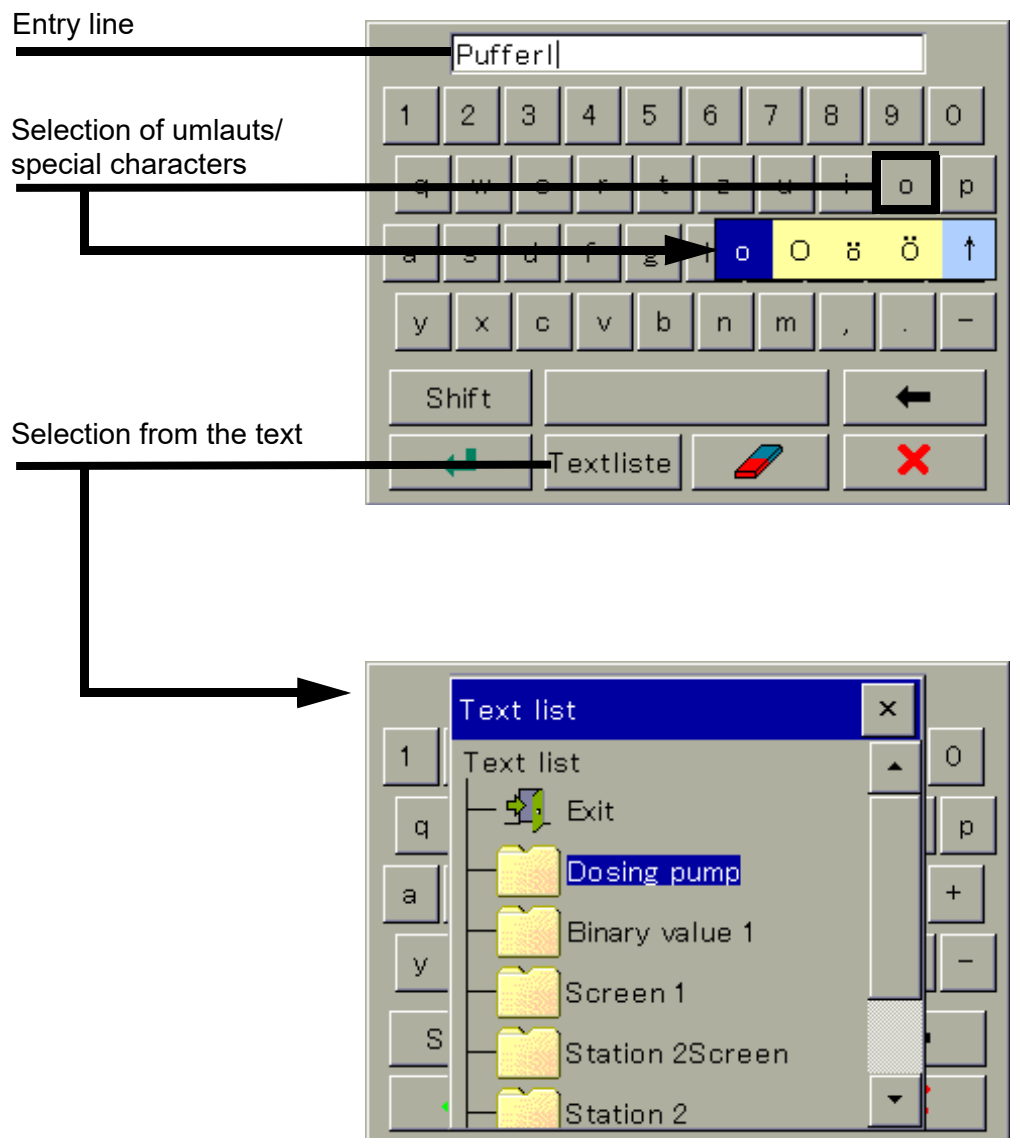 Entry line
Pufferl
1 2 3 4 5 6 7 8 9 0
Selection of umlauts/
special characters
q w e r t z u i o p
a s d f g h o O ö Ö ↑
y x c v b n m , . -
Shift
Selection from the text
Textliste
Text list
1 0
Text list
Exit
q p
Dosing pump
a +
Binary value 1
y -
Screen 1
S
Station 2Screen
Station 2